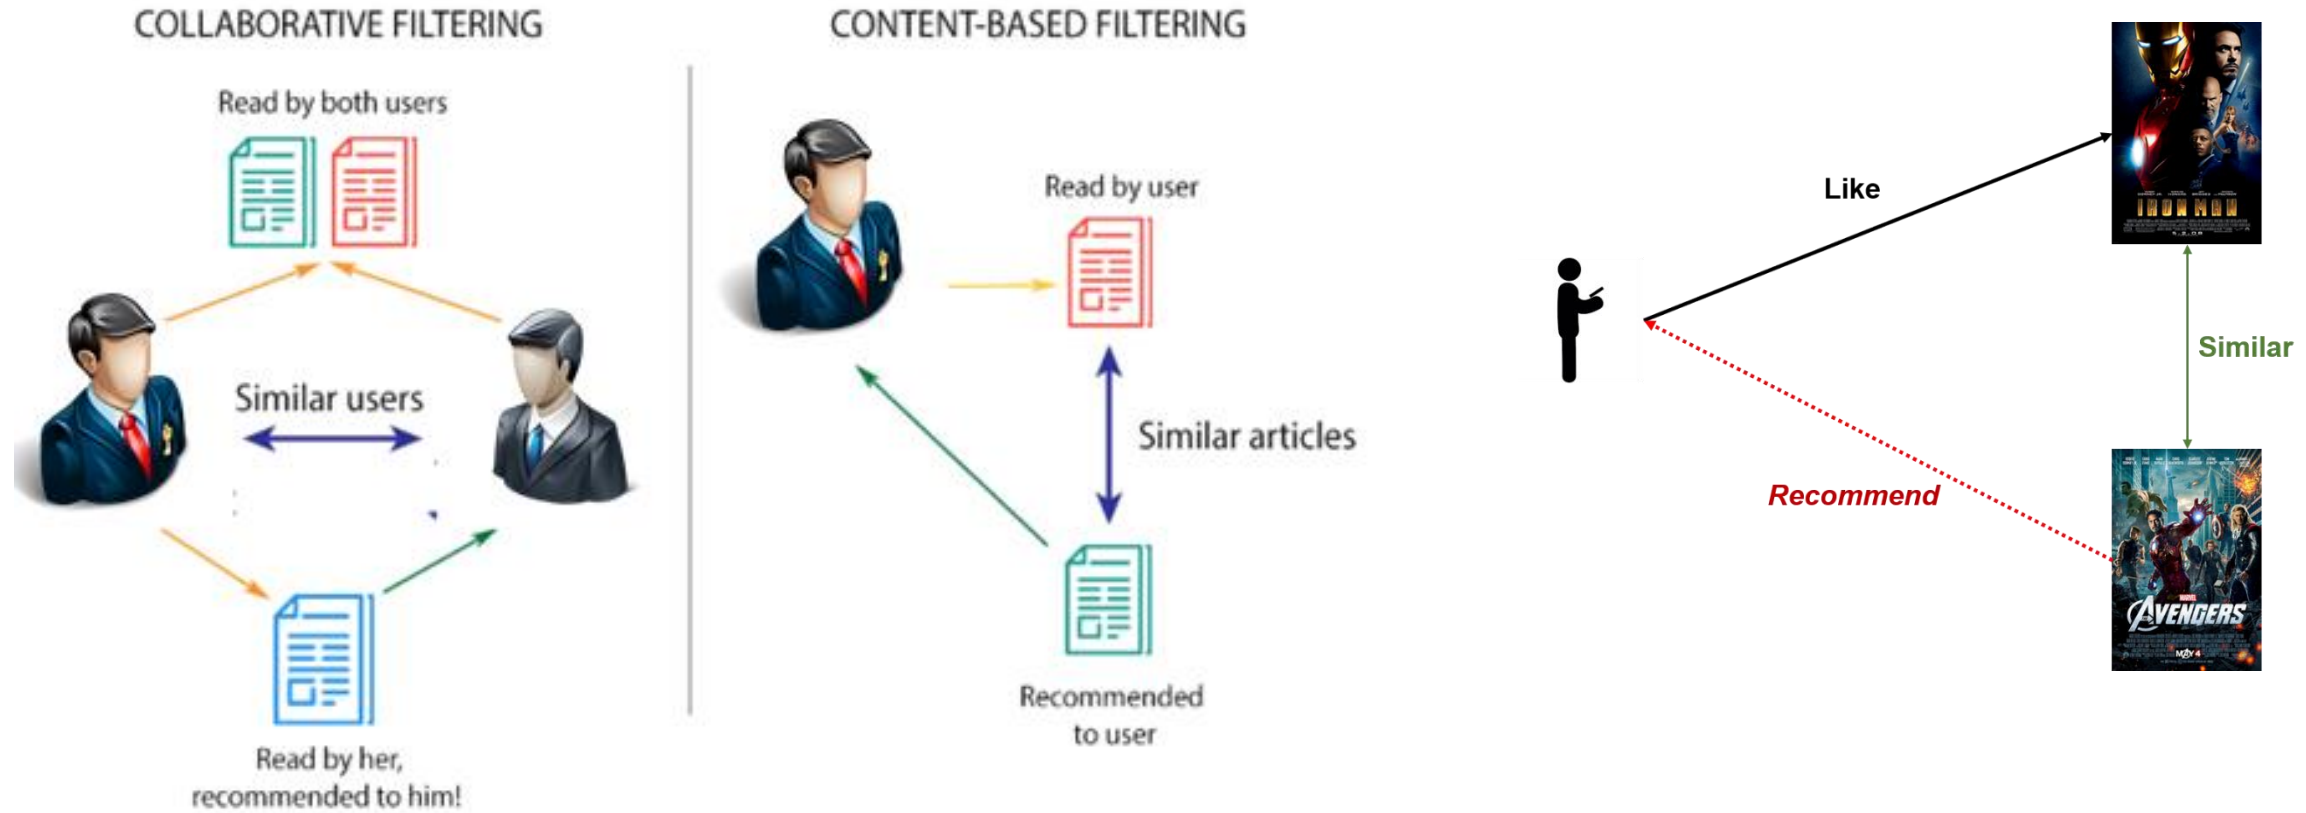 COLLABORATIVE FILTERING
Read by both users
Similar users
Read by her,
recommended to him!
CONTENT-BASED FILTERING
Read by user
Similar articles
Recommended
to user
Like
Similar
Recommend
IRON MAN
MARVEL
AVENGERS
MAY 4